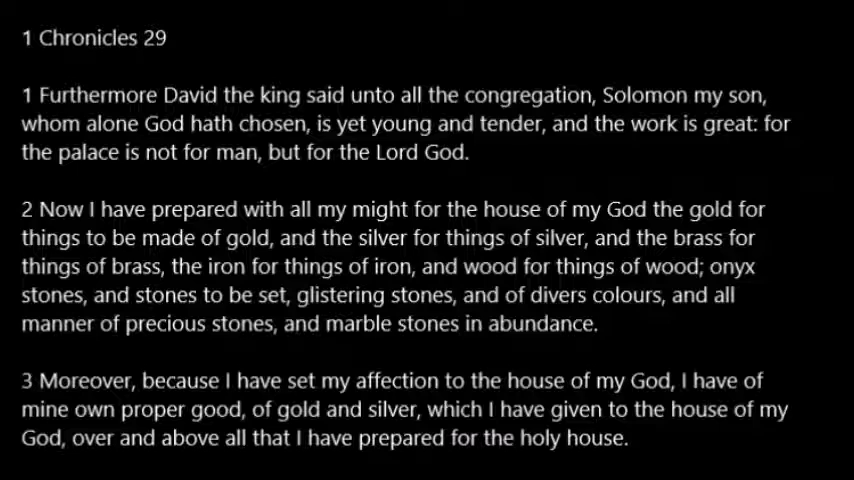 1 Chronicles 29
1 Furthermore David the king said unto all the congregation, Solomon my son,
whom alone God hath chosen, is yet young and tender, and the work is great: for
the palace is not for man, but for the Lord God.
2 Now I have prepared with all my might for the house of my God the gold for
things to be made of gold, and the silver for things of silver, and the brass for
things of brass, the iron for things of iron, and wood for things of wood; onyx
stones, and stones to be set, glistering stones, and of divers colours, and all
manner of precious stones, and marble stones in abundance.
3 Moreover, because I have set my affection to the house of my God, I have of
mine own proper good, of gold and silver, which I have given to the house of my
God, over and above all that I have prepared for the holy house.